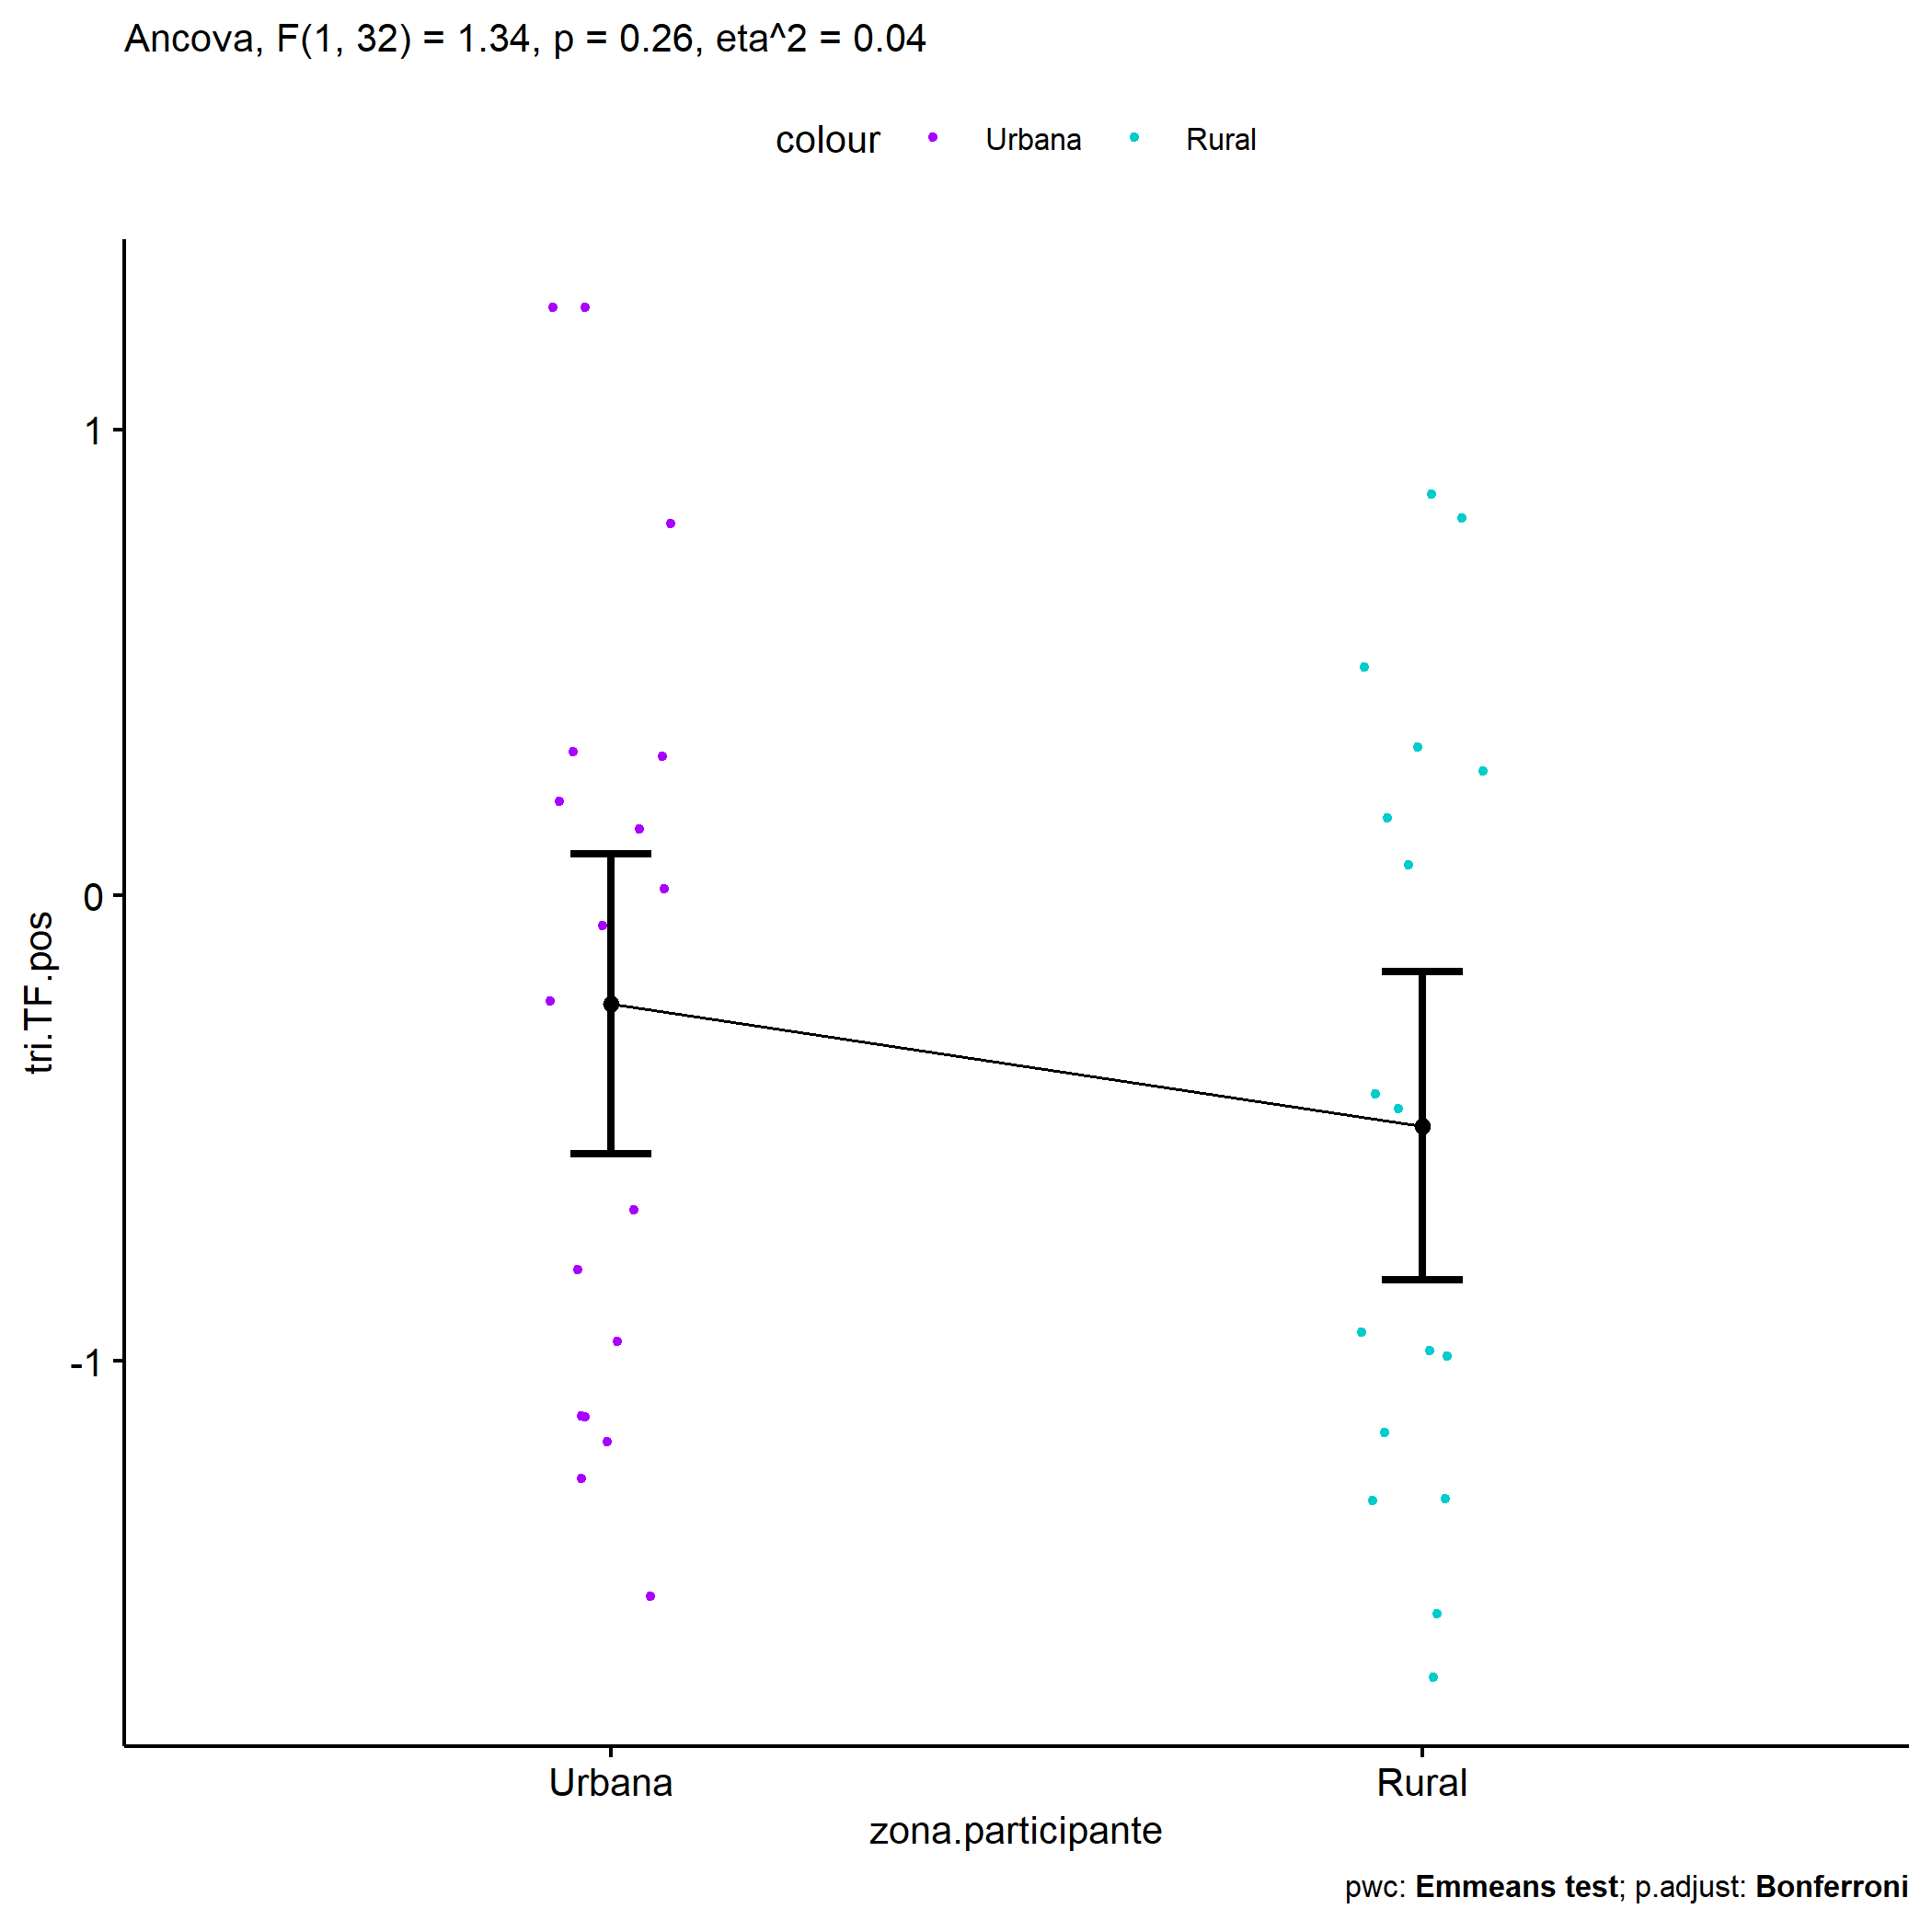 Ancova, F(1, 32) = 1.34, p = 0.26, eta^2 = 0.04
colour Urbana Rural
1
0
-1
tri.TF.pos
Urbana Rural
zona.participante
pwc: Emmeans test; p.adjust: Bonferroni